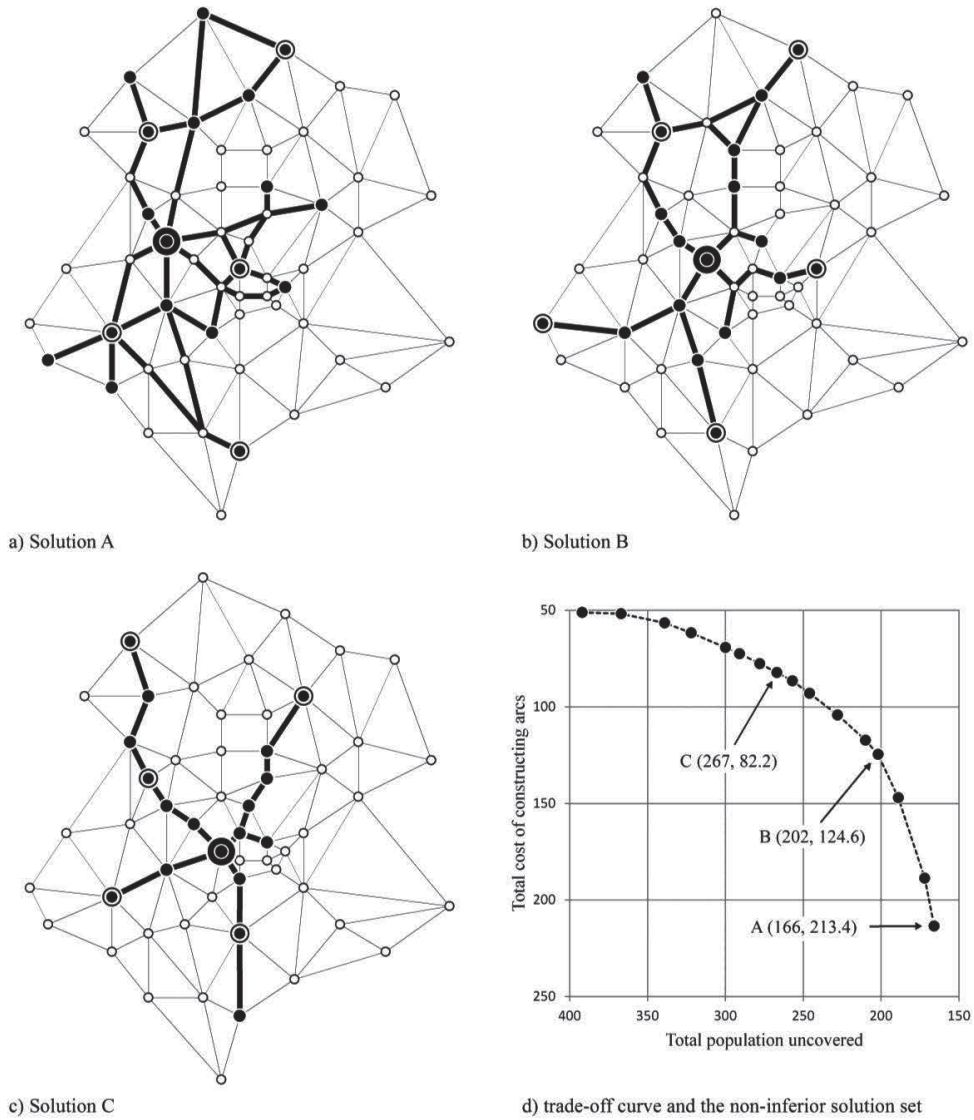 a) Solution A
b) Solution B
50
100
150
200
250
400
350
300
250
200
150
Total cost of constructing arcs
Total population uncovered
C (267, 82.2)
B (202, 124.6)
A (166, 213.4)
c) Solution C
d) trade-off curve and the non-inferior solution set